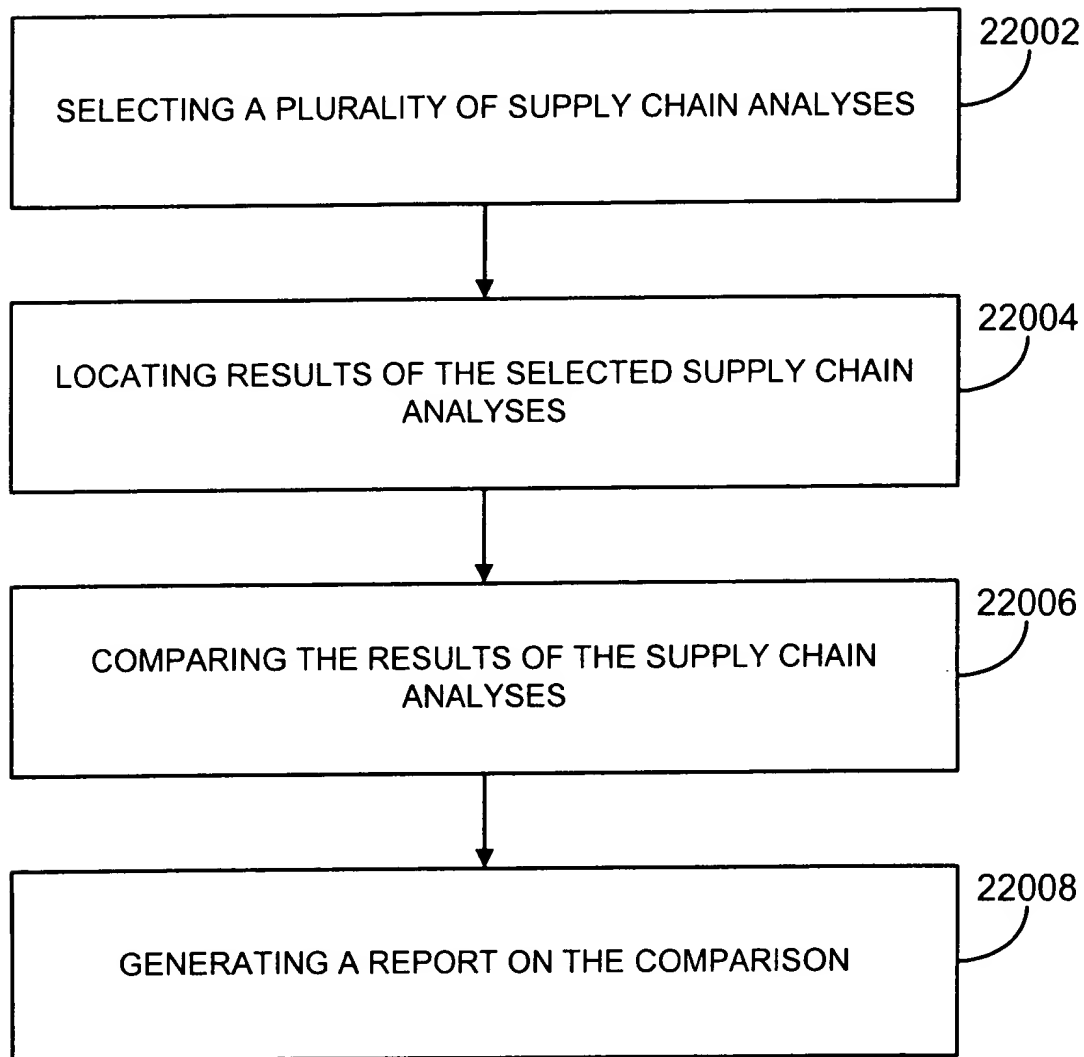 22002
SELECTING A PLURALITY OF SUPPLY CHAIN ANALYSES
22004
LOCATING RESULTS OF THE SELECTED SUPPLY CHAIN
ANALYSES
22006
COMPARING THE RESULTS OF THE SUPPLY CHAIN
ANALYSES
22008
GENERATING A REPORT ON THE COMPARISON